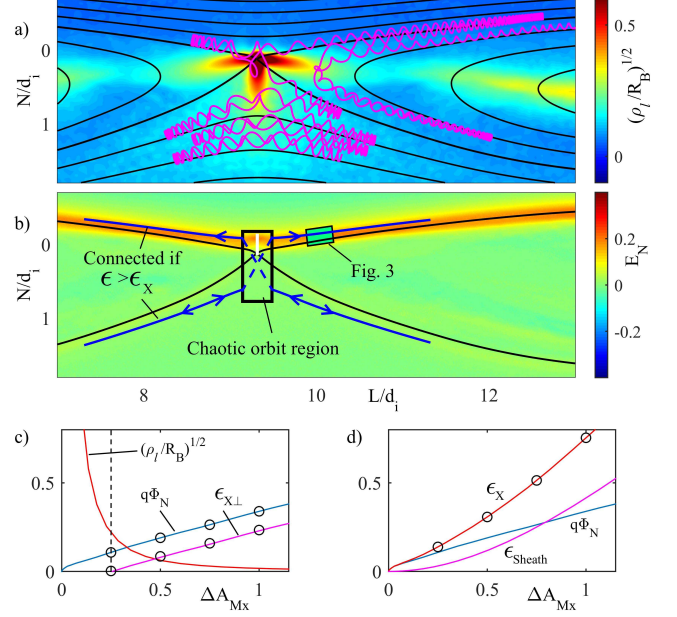 a)
0
1
N/d_i
0.5
0
(ρ_l/R_B)^1/2
b)
0
1
N/d_i
Connected if
ϵ >ϵ_X
Fig. 3
Chaotic orbit region
8
10
L/d_i
12
0.2
0
-0.2
E_N
c)
(ρ_l/R_B)^1/2
qΦ_N
ϵ_X⊥
0.5
0
0
0.5
1
ΔA_Mx
d)
ϵ_X
qΦ_N
ϵ_Sheath
0.5
0
0
0.5
1
ΔA_Mx